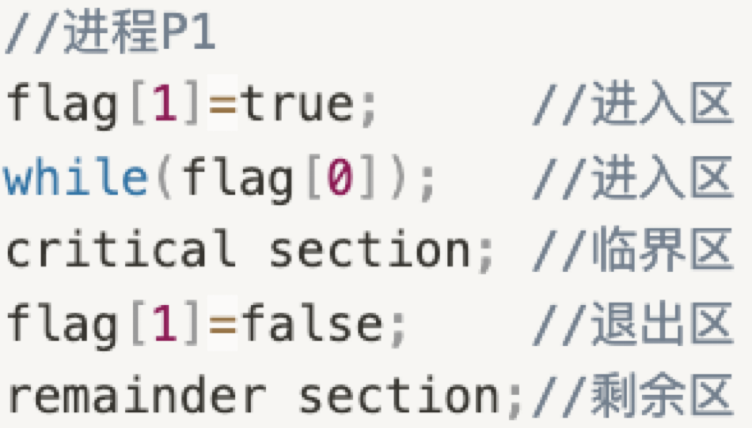 //进程P1
flag[1]=true;     //进入区
while(flag[0]);   //进入区
critical section; //临界区
flag[1]=false;    //退出区
remainder section;//剩余区